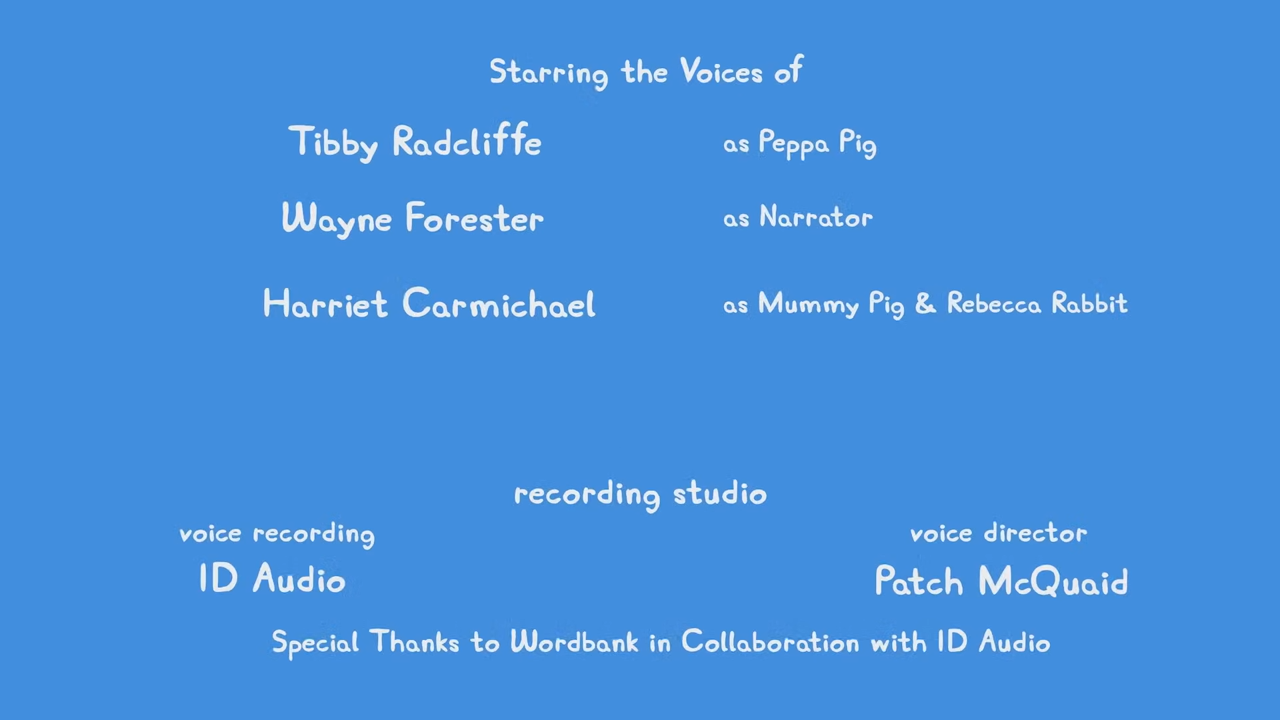 Starring the Voices of
Tibby Radcliffe as Peppa Pig
Wayne Forester as Narrator
Harriet Carmichael as Mummy Pig & Rebecca Rabbit
recording studio
voice recording voice director
ID Audio Patch McQuaid
Special Thanks to Wordbank in Collaboration with ID Audio